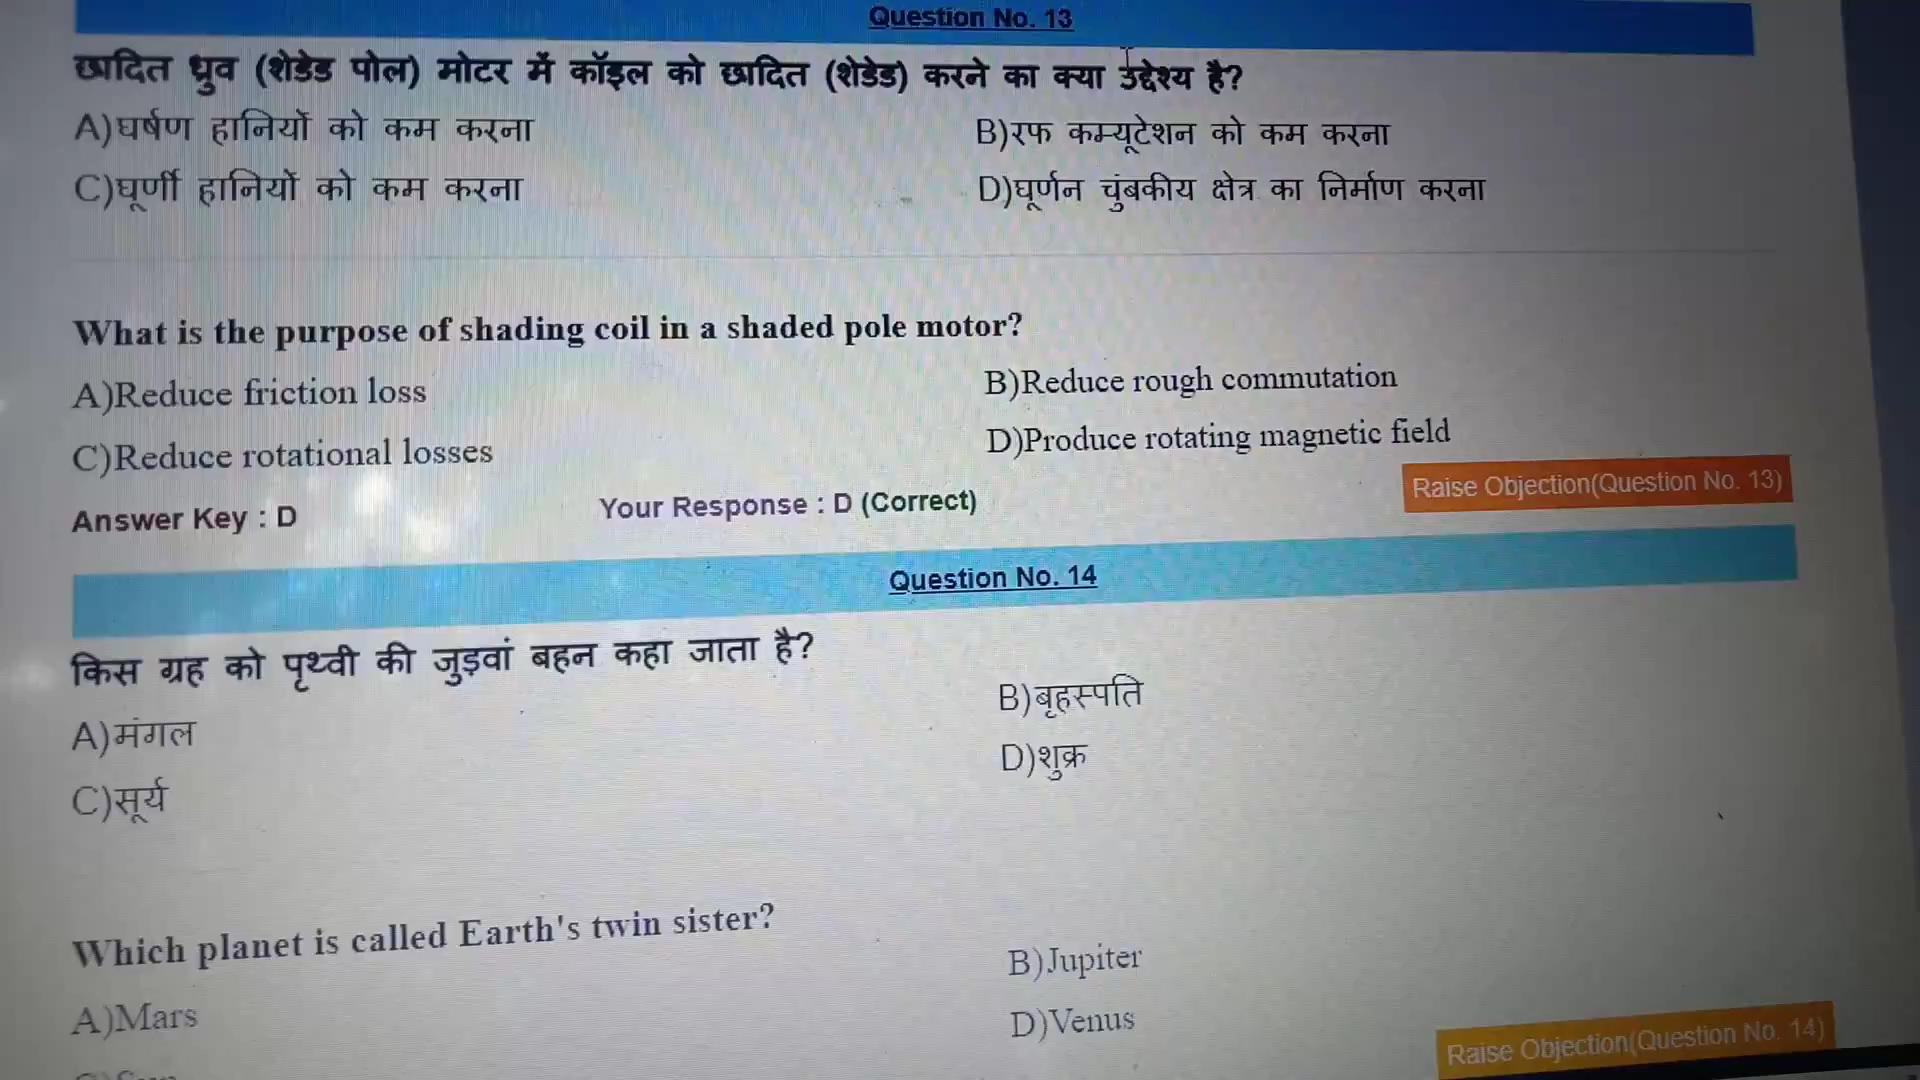 Question No. 13
छादित ध्रुव (शेडेड पोल) मोटर में कॉइल को छादित (शेडेड) करने का क्या उद्देश्य है?
A)घर्षण हानियों को कम करना
B)रफ कम्यूटेशन को कम करना
C)घूर्णी हानियों को कम करना
D)घूर्णन चुंबकीय क्षेत्र का निर्माण करना
What is the purpose of shading coil in a shaded pole motor?
A)Reduce friction loss
B)Reduce rough commutation
C)Reduce rotational losses
D)Produce rotating magnetic field
Answer Key : D
Your Response : D (Correct)
Raise Objection(Question No. 13)
Question No. 14
किस ग्रह को पृथ्वी की जुड़वां बहन कहा जाता है?
A)मंगल
B)बृहस्पति
C)सूर्य
D)शुक्र
Which planet is called Earth's twin sister?
A)Mars
B)Jupiter
D)Venus
Raise Objection(Question No. 14)